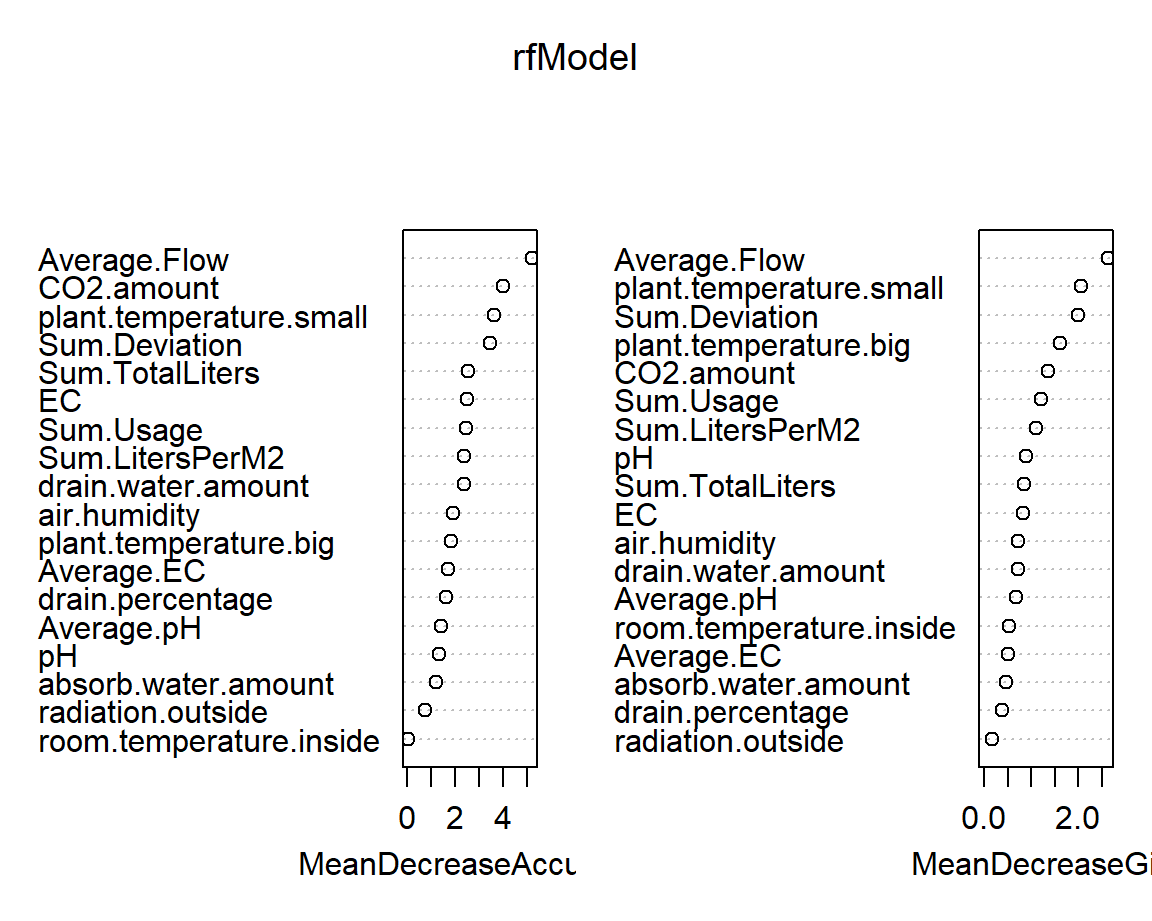 rfModel
Average.Flow
CO2.amount
plant.temperature.small
Sum.Deviation
Sum.TotalLiters
EC
Sum.Usage
Sum.LitersPerM2
drain.water.amount
air.humidity
plant.temperature.big
Average.EC
drain.percentage
Average.pH
pH
absorb.water.amount
radiation.outside
room.temperature.inside
0 2 4
MeanDecreaseAccu
Average.Flow
plant.temperature.small
Sum.Deviation
plant.temperature.big
CO2.amount
Sum.Usage
Sum.LitersPerM2
pH
Sum.TotalLiters
EC
air.humidity
drain.water.amount
Average.pH
room.temperature.inside
Average.EC
absorb.water.amount
drain.percentage
radiation.outside
0.0 2.0
MeanDecreaseGi